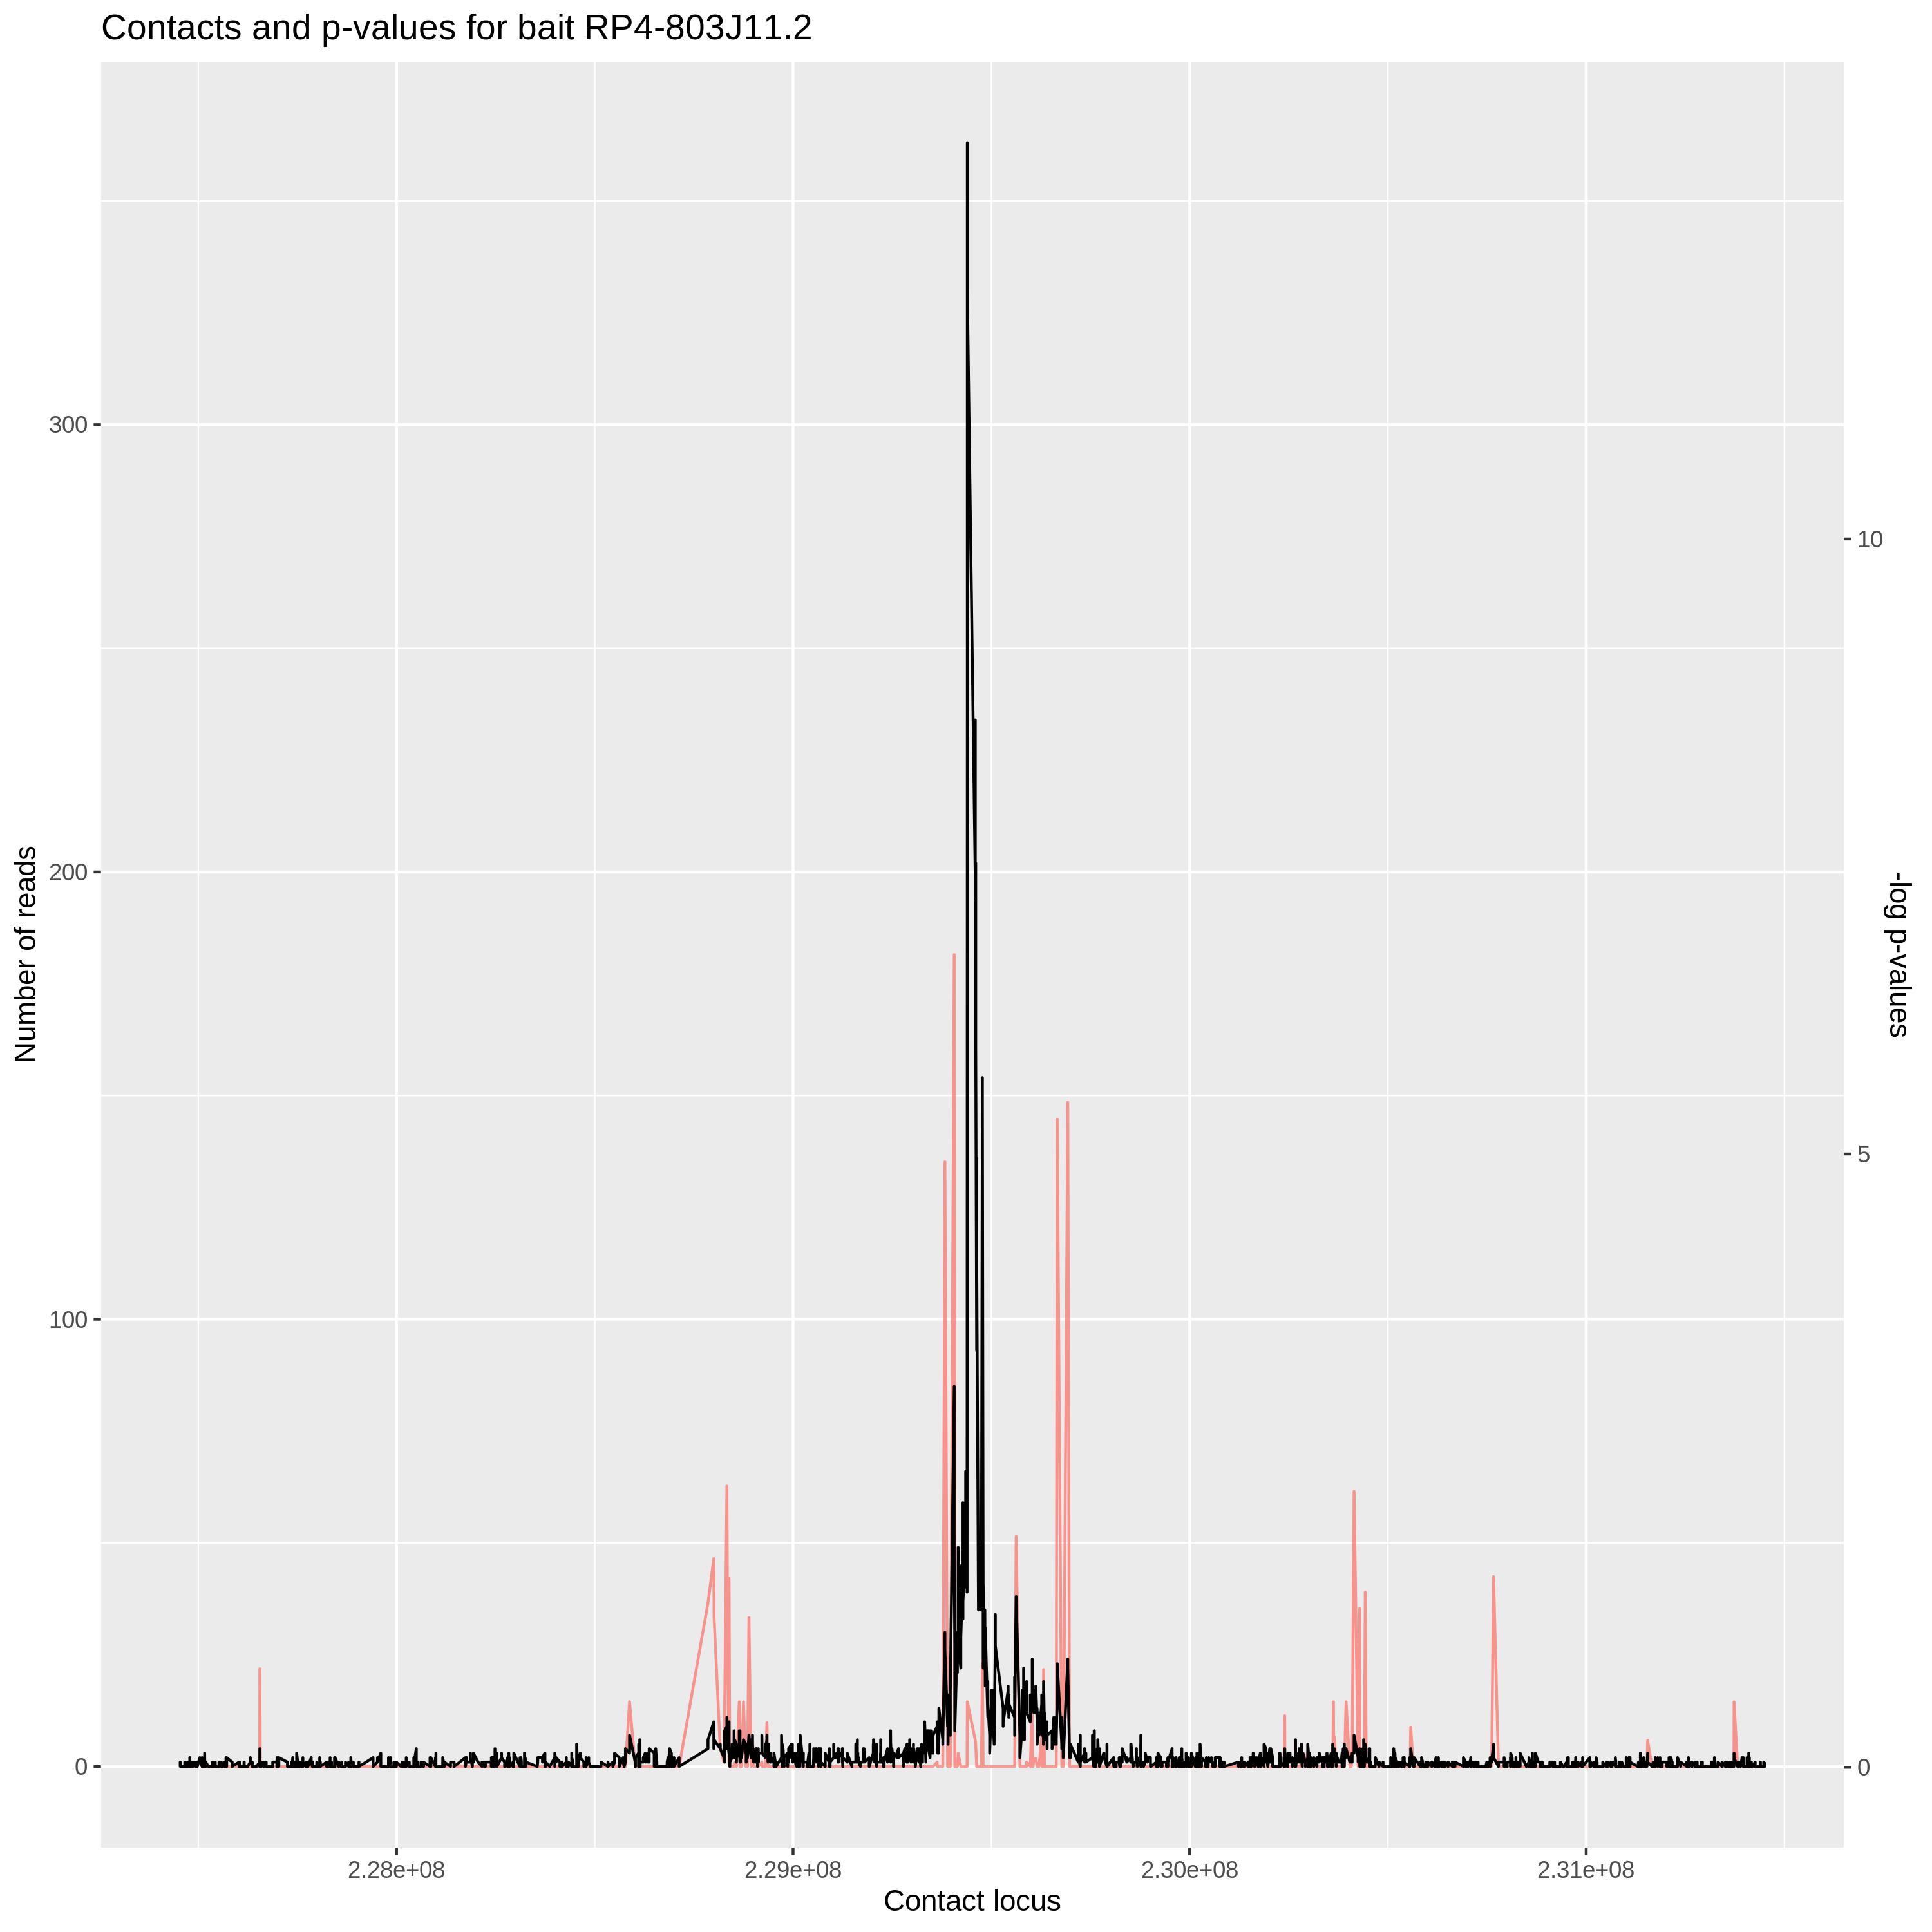 Contacts and p-values for bait RP4-803J11.2
Number of reads
300
200
100
0
10
5
0
-log p-values
2.28e+08 2.29e+08 2.30e+08 2.31e+08
Contact locus